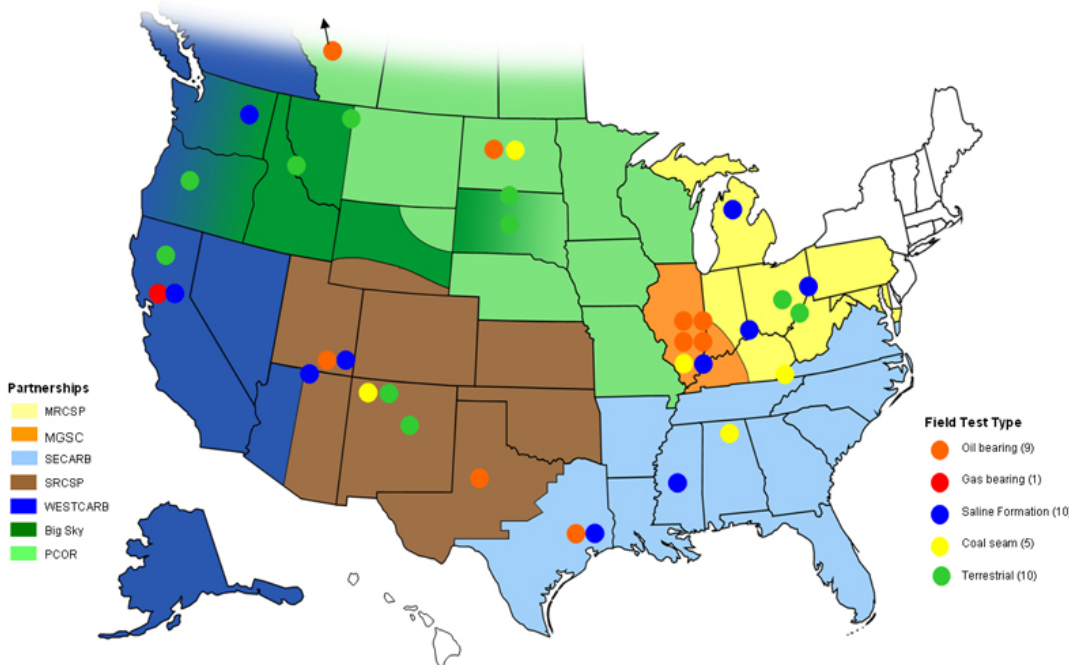 Partnerships
MRCSP
MGSC
SECARB
SRCSP
WESTCARB
Big Sky
PCOR
Field Test Type
Oil bearing (9)
Gas bearing (1)
Saline Formation (10)
Coal seam (5)
Terrestrial (10)